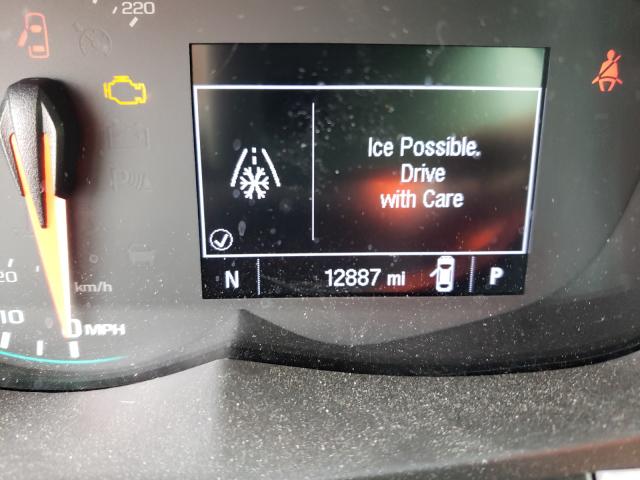 220
Ice Possible.
Drive
with Care
N 12887 mi P
20
km/h
10
0 MPH